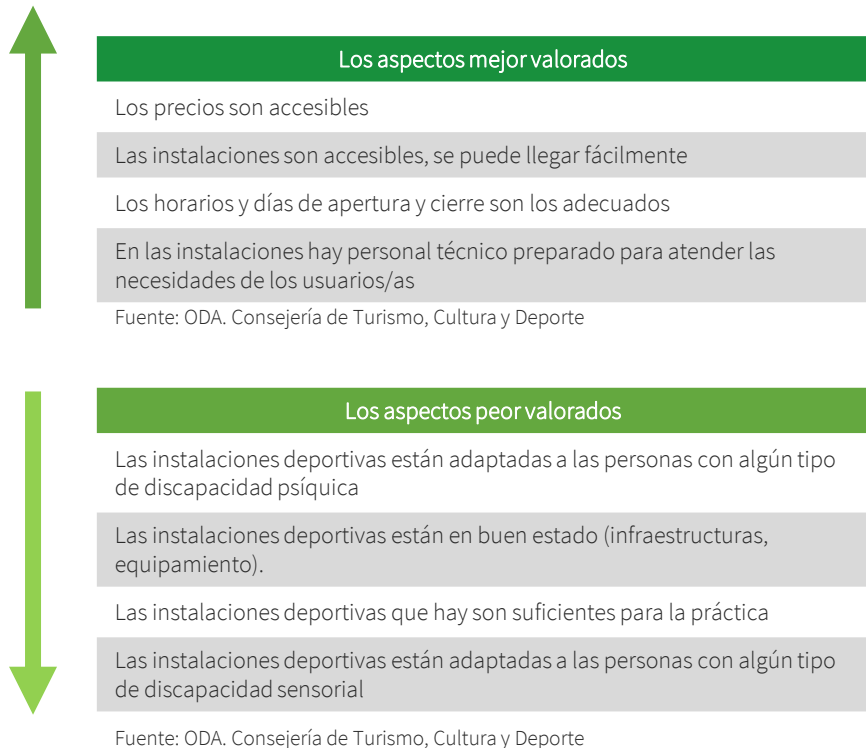 Los aspectos mejor valorados
Los precios son accesibles
Las instalaciones son accesibles, se puede llegar fácilmente
Los horarios y días de apertura y cierre son los adecuados
En las instalaciones hay personal técnico preparado para atender las
necesidades de los usuarios/as
Fuente: ODA. Consejería de Turismo, Cultura y Deporte
Los aspectos peor valorados
Las instalaciones deportivas están adaptadas a las personas con algún tipo
de discapacidad psíquica
Las instalaciones deportivas están en buen estado (infraestructuras,
equipamiento).
Las instalaciones deportivas que hay son suficientes para la práctica
Las instalaciones deportivas están adaptadas a las personas con algún tipo
de discapacidad sensorial
Fuente: ODA. Consejería de Turismo, Cultura y Deporte